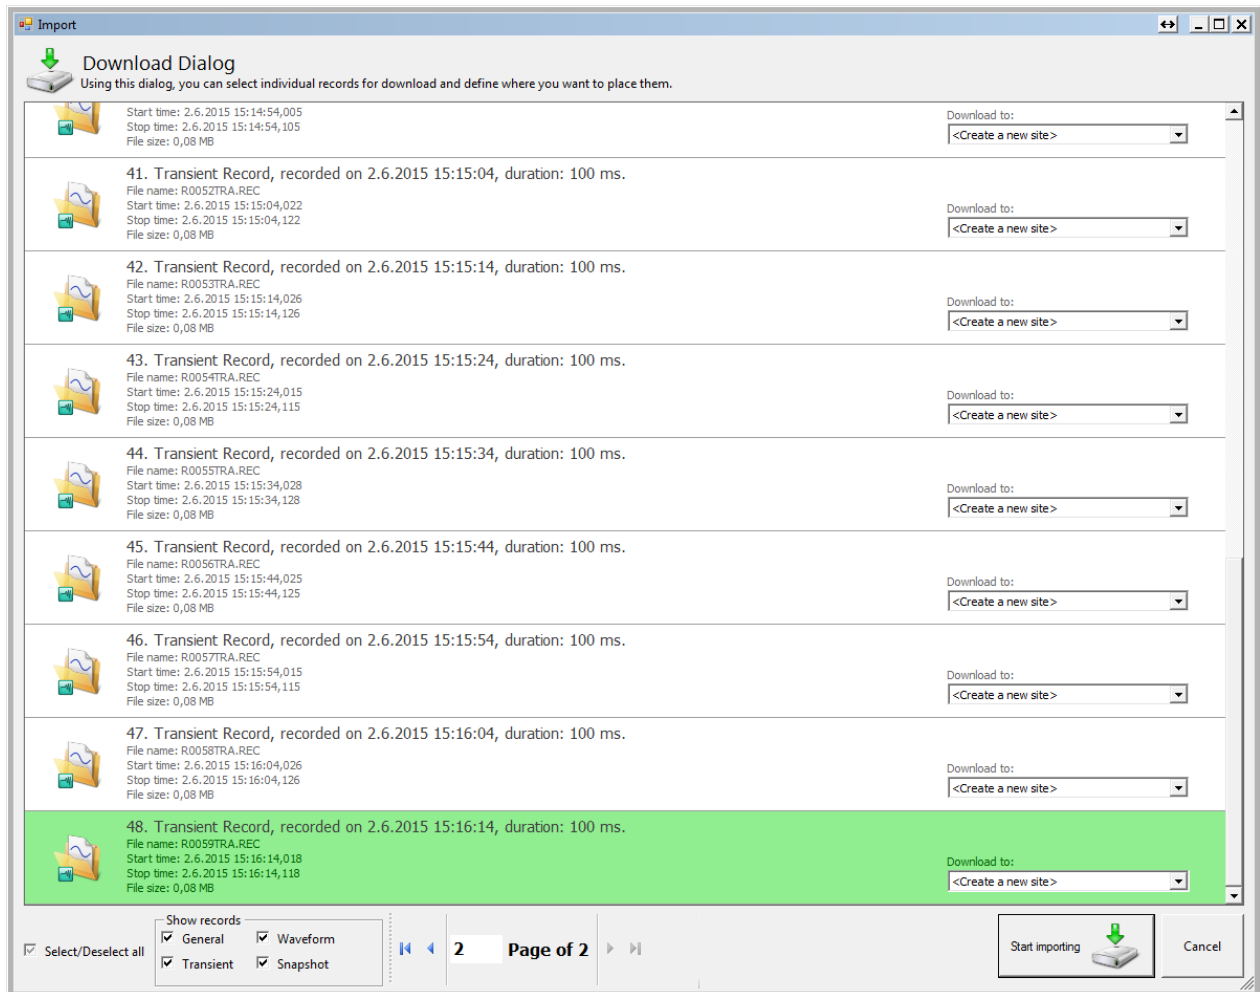 Import
Download Dialog
Using this dialog, you can select individual records for download and define where you want to place them.
Start time: 2.6.2015 15:14:54,005
Stop time: 2.6.2015 15:14:54,105
File size: 0,08 MB
Download to:
<Create a new site>
41. Transient Record, recorded on 2.6.2015 15:15:04, duration: 100 ms.
File name: R0052TRA.REC
Start time: 2.6.2015 15:15:04,022
Stop time: 2.6.2015 15:15:04,122
File size: 0,08 MB
Download to:
<Create a new site>
42. Transient Record, recorded on 2.6.2015 15:15:14, duration: 100 ms.
File name: R0053TRA.REC
Start time: 2.6.2015 15:15:14,026
Stop time: 2.6.2015 15:15:14,126
File size: 0,08 MB
Download to:
<Create a new site>
43. Transient Record, recorded on 2.6.2015 15:15:24, duration: 100 ms.
File name: R0054TRA.REC
Start time: 2.6.2015 15:15:24,015
Stop time: 2.6.2015 15:15:24,115
File size: 0,08 MB
Download to:
<Create a new site>
44. Transient Record, recorded on 2.6.2015 15:15:34, duration: 100 ms.
File name: R0055TRA.REC
Start time: 2.6.2015 15:15:34,028
Stop time: 2.6.2015 15:15:34,128
File size: 0,08 MB
Download to:
<Create a new site>
45. Transient Record, recorded on 2.6.2015 15:15:44, duration: 100 ms.
File name: R0056TRA.REC
Start time: 2.6.2015 15:15:44,025
Stop time: 2.6.2015 15:15:44,125
File size: 0,08 MB
Download to:
<Create a new site>
46. Transient Record, recorded on 2.6.2015 15:15:54, duration: 100 ms.
File name: R0057TRA.REC
Start time: 2.6.2015 15:15:54,015
Stop time: 2.6.2015 15:15:54,115
File size: 0,08 MB
Download to:
<Create a new site>
47. Transient Record, recorded on 2.6.2015 15:16:04, duration: 100 ms.
File name: R0058TRA.REC
Start time: 2.6.2015 15:16:04,026
Stop time: 2.6.2015 15:16:04,126
File size: 0,08 MB
Download to:
<Create a new site>
48. Transient Record, recorded on 2.6.2015 15:16:14, duration: 100 ms.
File name: R0059TRA.REC
Start time: 2.6.2015 15:16:14,018
Stop time: 2.6.2015 15:16:14,118
File size: 0,08 MB
Download to:
<Create a new site>
Select/Deselect all
Show records
General
Waveform
Transient
Snapshot
2 Page of 2
Start importing
Cancel